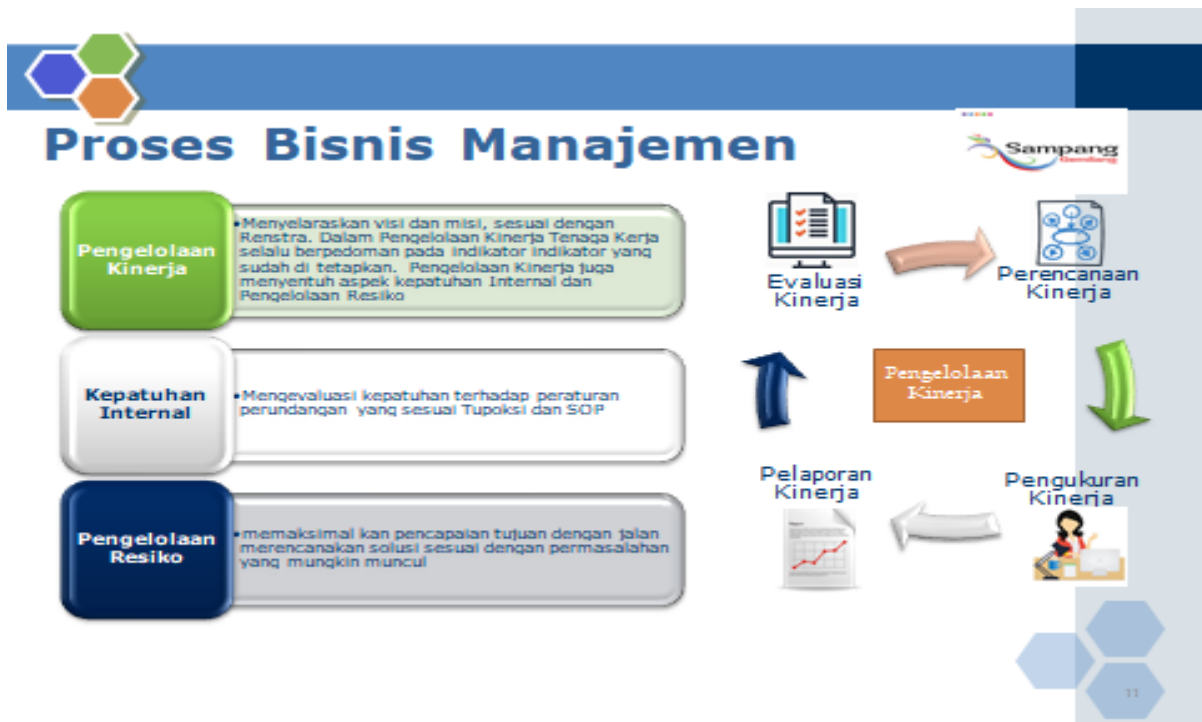 Proses Bisnis Manajemen
Sampang
Gemilang
Pengelolaan
Kinerja
•Menyelaraskan visi dan misi, sesuai dengan
Renstra. Dalam Pengelolaan Kinerja Tenaga Kerja
selalu berpedoman pada indikator indikator yang
sudah di tetapkan. Pengelolaan Kinerja juga
menyentuh aspek kepatuhan Internal dan
Pengelolaan Resiko
Kepatuhan
Internal
•Mengevaluasi kepatuhan terhadap peraturan
perundangan yang sesuai Tupoksi dan SOP
Pengelolaan
Resiko
•memaksimal kan pencapaian tujuan dengan jalan
merencanakan solusi sesuai dengan permasalahan
yang mungkin muncul
Evaluasi
Kinerja
Perencanaan
Kinerja
Pengelolaan
Kinerja
Pelaporan
Kinerja
Pengukuran
Kinerja
11